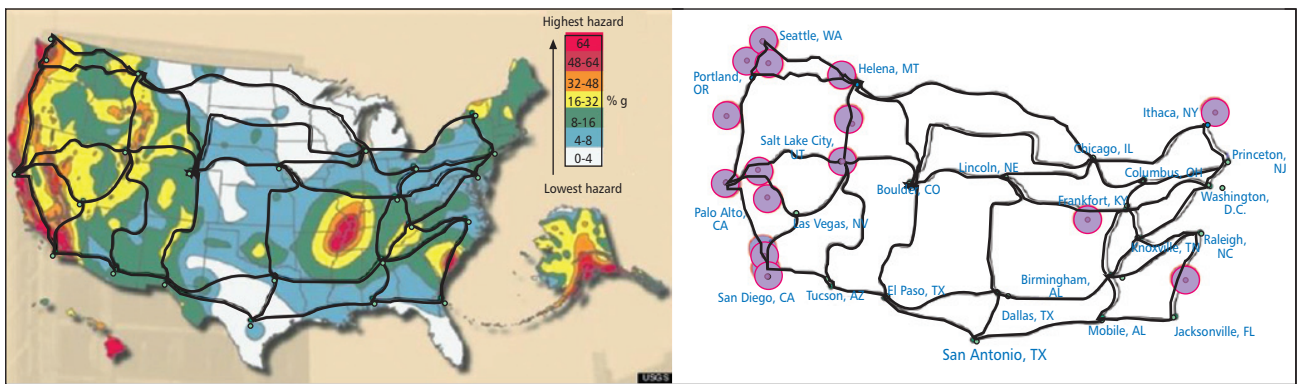 Highest hazard
64
48-64
32-48
16-32
% g
8-16
4-8
0-4
Lowest hazard
USGS
Seattle, WA
Portland,
OR
Helena, MT
Ithaca, NY
Salt Lake City,
UT
Chicago, IL
Princeton,
NJ
Lincoln, NE
Columbus, OH
Boulder, CO
Frankfort, KY
Washington,
D.C.
Palo Alto,
CA
Las Vegas, NV
Knoxville, TN
Raleigh,
NC
San Diego, CA
Tucson, AZ
El Paso, TX
Birmingham,
AL
Dallas, TX
Mobile, AL
Jacksonville, FL
San Antonio, TX